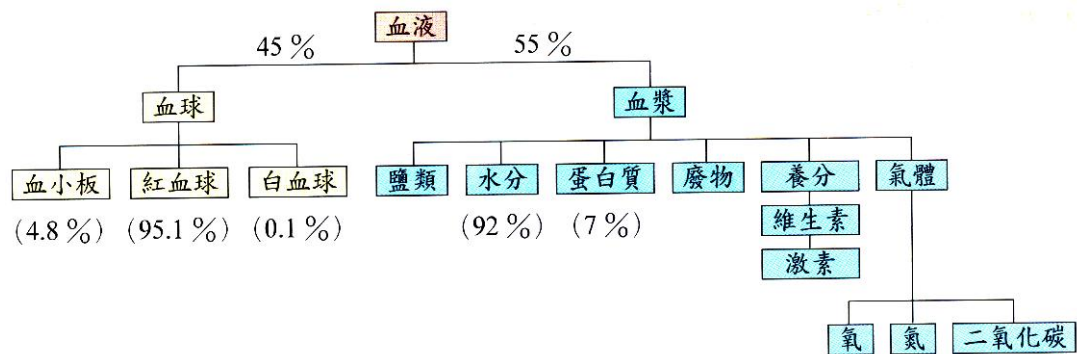 血液
45 % 55 %
血球 血漿
血小板 紅血球 白血球 鹽類 水分 蛋白質 廢物 養分 氣體
(4.8 %) (95.1 %) (0.1 %) (92 %) (7 %) 維生素
激素
氧 氮 二氧化碳